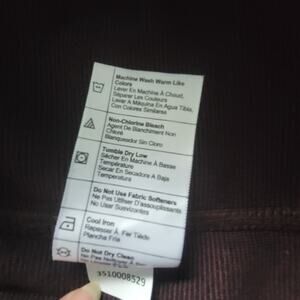 Machine Wash Warm Like
Colors
Laver En Machine À Chaud,
Séparer Les Couleurs
Lavar A Máquina En Agua Tibia,
Con Colores Similares
Non-Chlorine Bleach
Agent De Blanchiment Non
Chloré
Blanqueador Sin Cloro
Tumble Dry Low
Sécher En Machine À Basse
Température
Secar En Secadora A Baja
Temperatura
Do Not Use Fabric Softeners
Ne Pas Utiliser D'assouplissants
No Usar Suavizantes
Cool Iron
Repasser À Fer Tiède
Plancha Fria
Do Not Dry Clean
3510008529